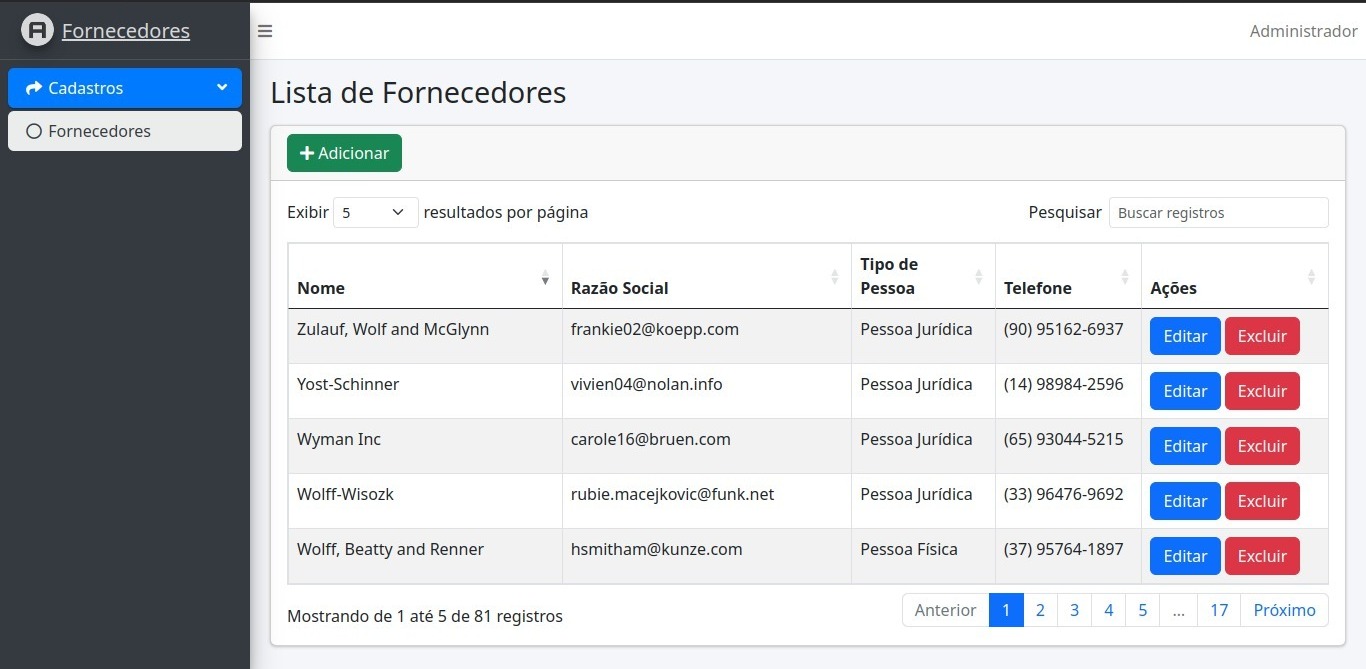 Fornecedores
Administrador
Cadastros
Fornecedores
Lista de Fornecedores
Adicionar
Exibir 5 resultados por página
Pesquisar Buscar registros
Nome Razão Social Tipo de Pessoa Telefone Ações
Zulauf, Wolf and McGlynn frankie02@koepp.com Pessoa Jurídica (90) 95162-6937 Editar Excluir
Yost-Schinner vivien04@nolan.info Pessoa Jurídica (14) 98984-2596 Editar Excluir
Wyman Inc carole16@bruen.com Pessoa Jurídica (65) 93044-5215 Editar Excluir
Wolff-Wisozk rubie.macejkovic@funk.net Pessoa Jurídica (33) 96476-9692 Editar Excluir
Wolff, Beatty and Renner hsmitham@kunze.com Pessoa Física (37) 95764-1897 Editar Excluir
Mostrando de 1 até 5 de 81 registros
Anterior 1 2 3 4 5 ... 17 Próximo